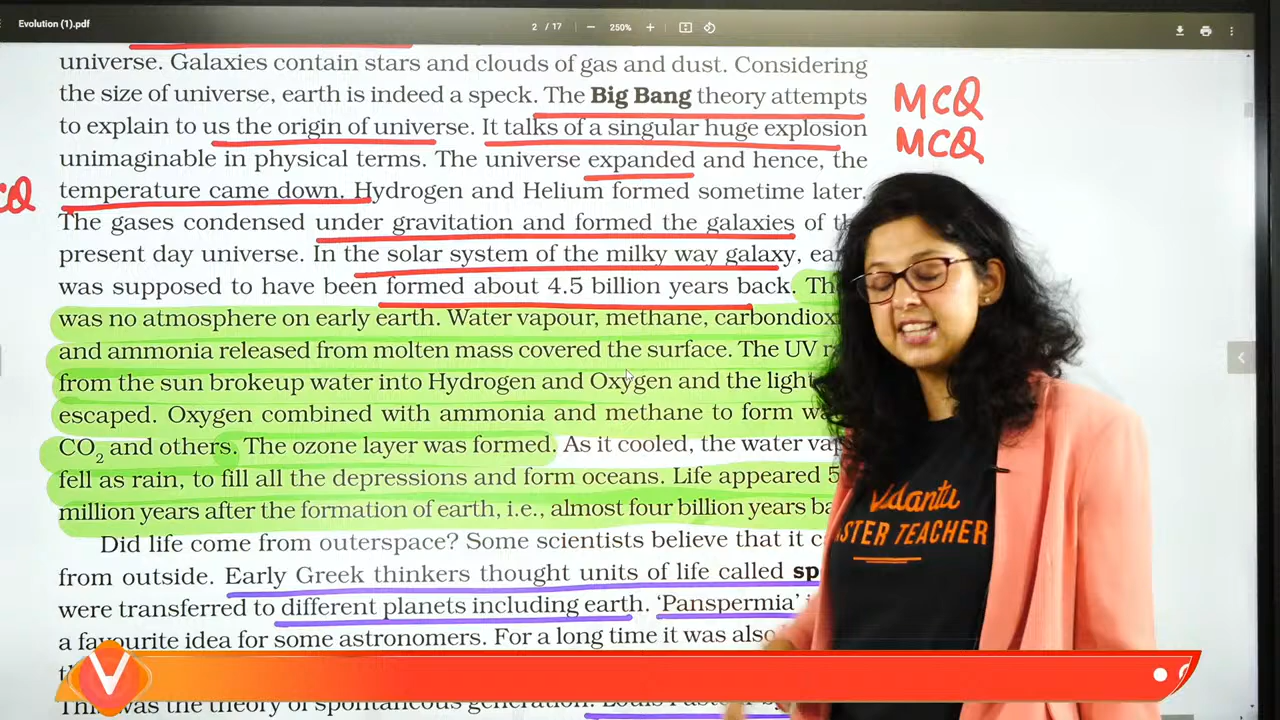 Evolution (1).pdf
2 / 17
250%
universe. Galaxies contain stars and clouds of gas and dust. Considering
the size of universe, earth is indeed a speck. The Big Bang theory attempts
to explain to us the origin of universe. It talks of a singular huge explosion
unimaginable in physical terms. The universe expanded and hence, the
temperature came down. Hydrogen and Helium formed sometime later.
The gases condensed under gravitation and formed the galaxies of
present day universe. In the solar system of the milky way galaxy,
was supposed to have been formed about 4.5 billion years back.
was no atmosphere on early earth. Water vapour, methane,
and ammonia released from molten mass covered the surface. The UV
from the sun brokeup water into Hydrogen and Oxygen and the
escaped. Oxygen combined with ammonia and methane to form
CO2 and others. The ozone layer was formed. As it cooled, the water
fell as rain, to fill all the depressions and form oceans. Life appeared
million years after the formation of earth, i.e., almost four billion years
Did life come from outerspace? Some scientists believe that it
from outside. Early Greek thinkers thought units of life called
were transferred to different planets including earth. ‘Panspermia’
a favourite idea for some astronomers. For a long time it was also
This was the theory of spontaneous generation. Louis
MCQ
MCQ
Vedantu
TEACHER
V